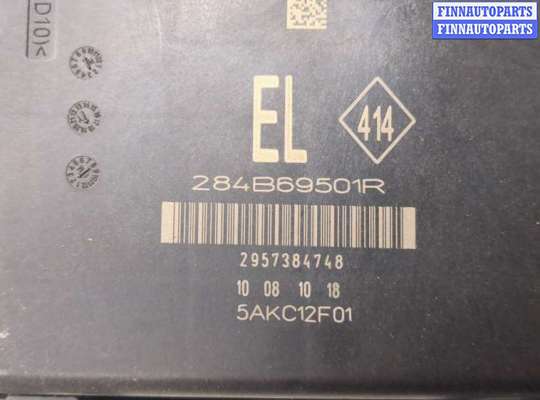 FINNAUTOPARTS
FINNAUTOPARTS
D10)<
EL
414
284B69501R
2957384748
10 08 10 18
5AKC12F01